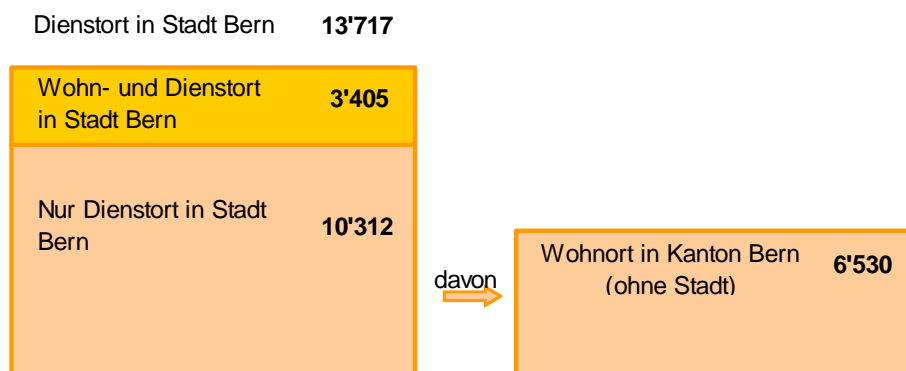 Dienstort in Stadt Bern 13'717
Wohn- und Dienstort
in Stadt Bern
3'405
Nur Dienstort in Stadt
Bern
10'312
davon
Wohnort in Kanton Bern
(ohne Stadt)
6'530